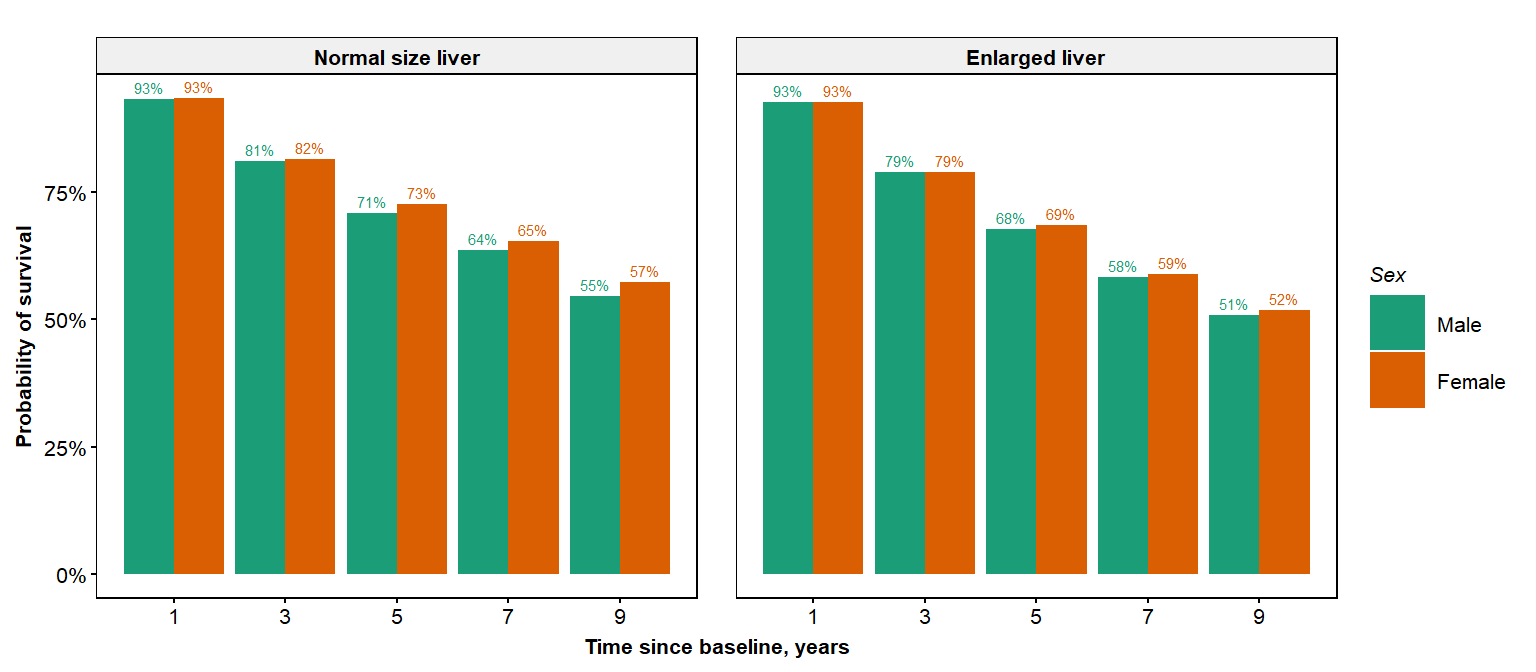 Normal size liver
Enlarged liver
Probability of survival
75%
50%
25%
0%
93% 93%
81% 82%
71% 73%
64% 65%
55% 57%
93% 93%
79% 79%
68% 69%
58% 59%
51% 52%
1 3 5 7 9
1 3 5 7 9
Time since baseline, years
Sex
Male
Female